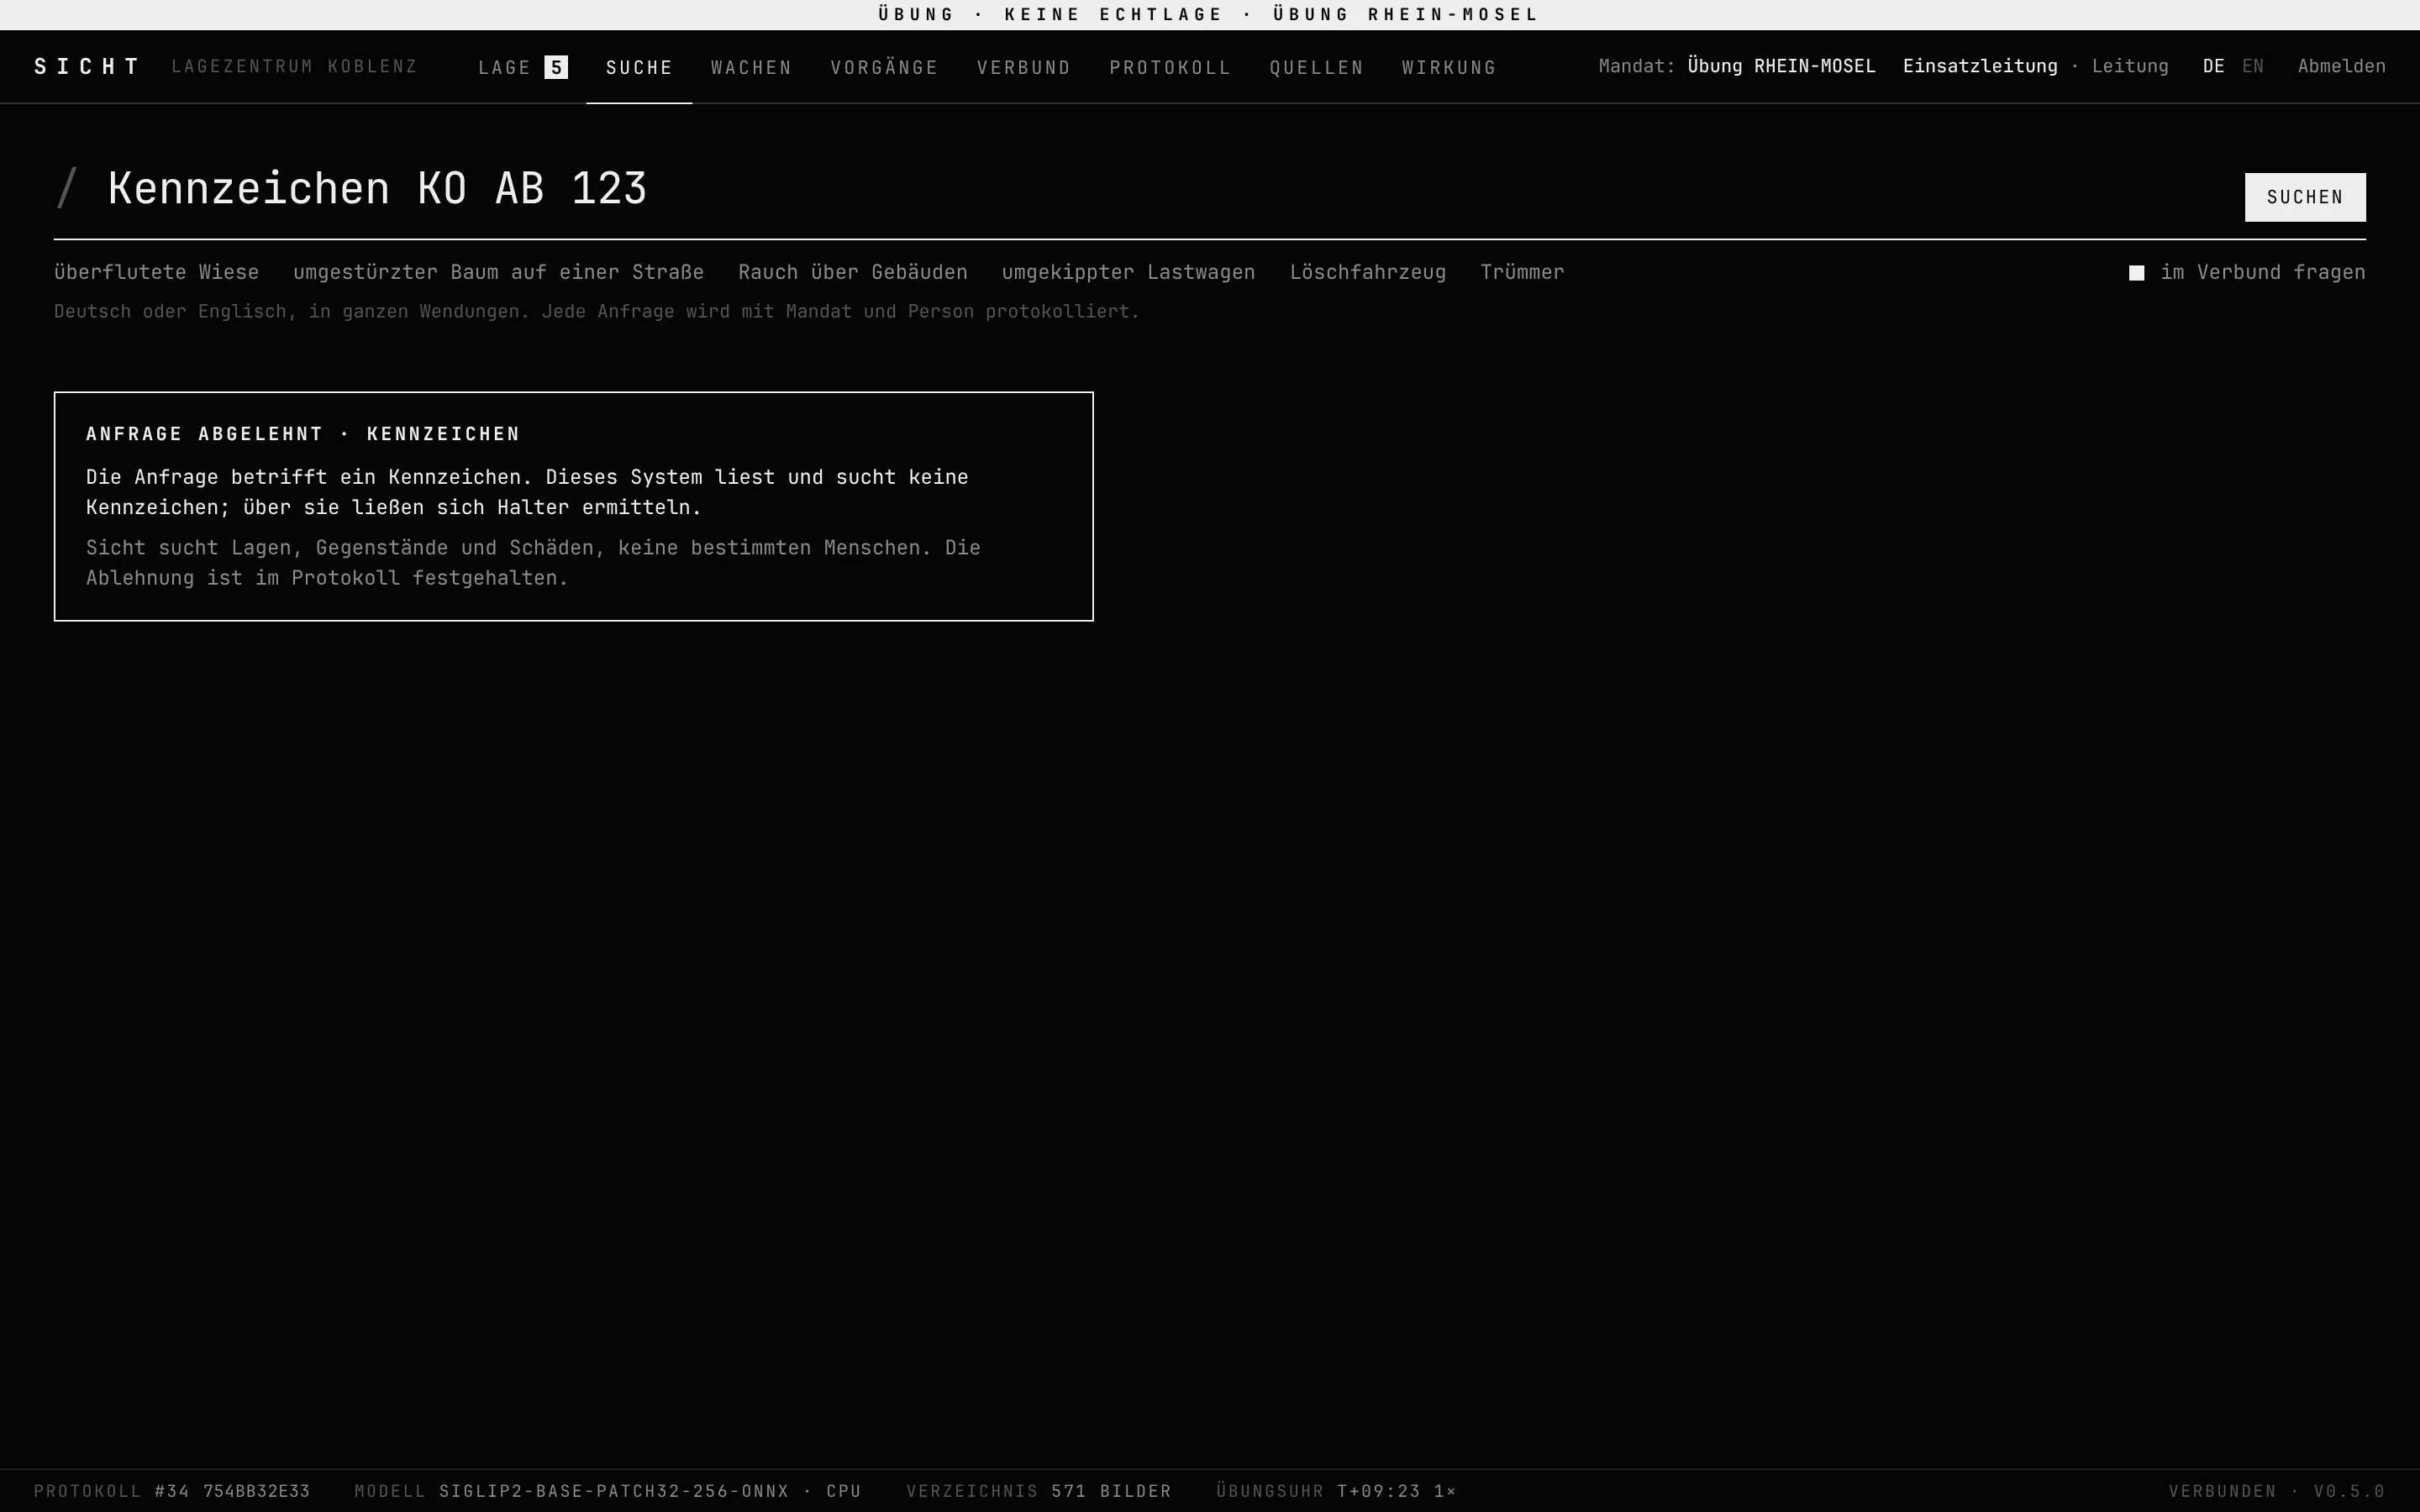 ÜBUNG · KEINE ECHTLAGE · ÜBUNG RHEIN-MOSEL
SICHT LAGEZENTRUM KOBLENZ LAGE 5 SUCHE WACHEN VORGÄNGE VERBUND PROTOKOLL QUELLEN WIRKUNG Mandat: Übung RHEIN-MOSEL Einsatzleitung · Leitung DE EN Abmelden
/ Kennzeichen KO AB 123 SUCHEN
überflutete Wiese umgestürzter Baum auf einer Straße Rauch über Gebäuden umgekippter Lastwagen Löschfahrzeug Trümmer im Verbund fragen
Deutsch oder Englisch, in ganzen Wendungen. Jede Anfrage wird mit Mandat und Person protokolliert.
ANFRAGE ABGELEHNT · KENNZEICHEN
Die Anfrage betrifft ein Kennzeichen. Dieses System liest und sucht keine
Kennzeichen; über sie ließen sich Halter ermitteln.
Sicht sucht Lagen, Gegenstände und Schäden, keine bestimmten Menschen. Die
Ablehnung ist im Protokoll festgehalten.
PROTOKOLL #34 754BB32E33 MODELL SIGLIP2-BASE-PATCH32-256-ONNX · CPU VERZEICHNIS 571 BILDER ÜBUNGSUHR T+09:23 1× VERBUNDEN · V0.5.0